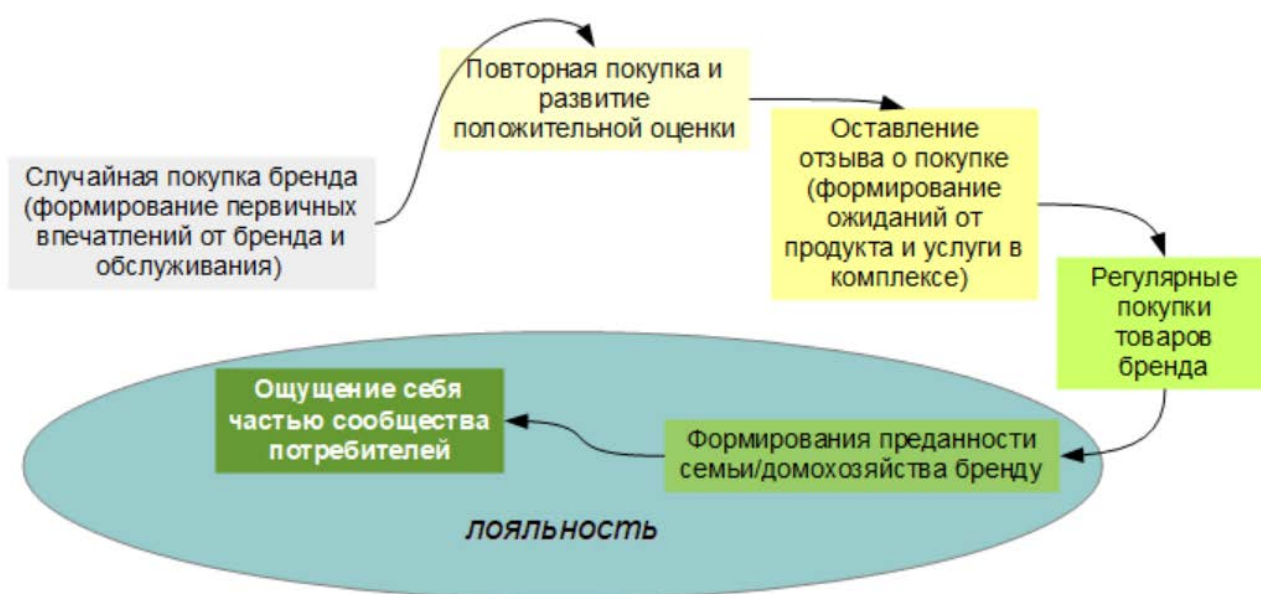 Повторная покупка и
развитие
положительной оценки
Оставление
отзыва о покупке
(формирование
ожиданий от
продукта и услуги в
комплексе)
Случайная покупка бренда
(формирование первичных
впечатлений от бренда и
обслуживания)
Регулярные
покупки
товаров
бренда
Ощущение себя
частью сообщества
потребителей
Формирования преданности
семьи/домохозяйства бренду
лояльность